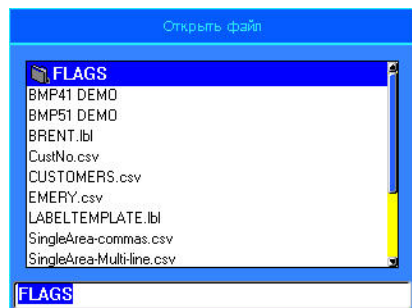 Открыть файл
FLAGS
BMP41 DEMO
BMP51 DEMO
BRENT.lbl
CustNo.csv
CUSTOMERS.csv
EMERY.csv
LABELTEMPLATE.lbl
SingleArea-commas.csv
SingleArea-Multi-line.csv
FLAGS